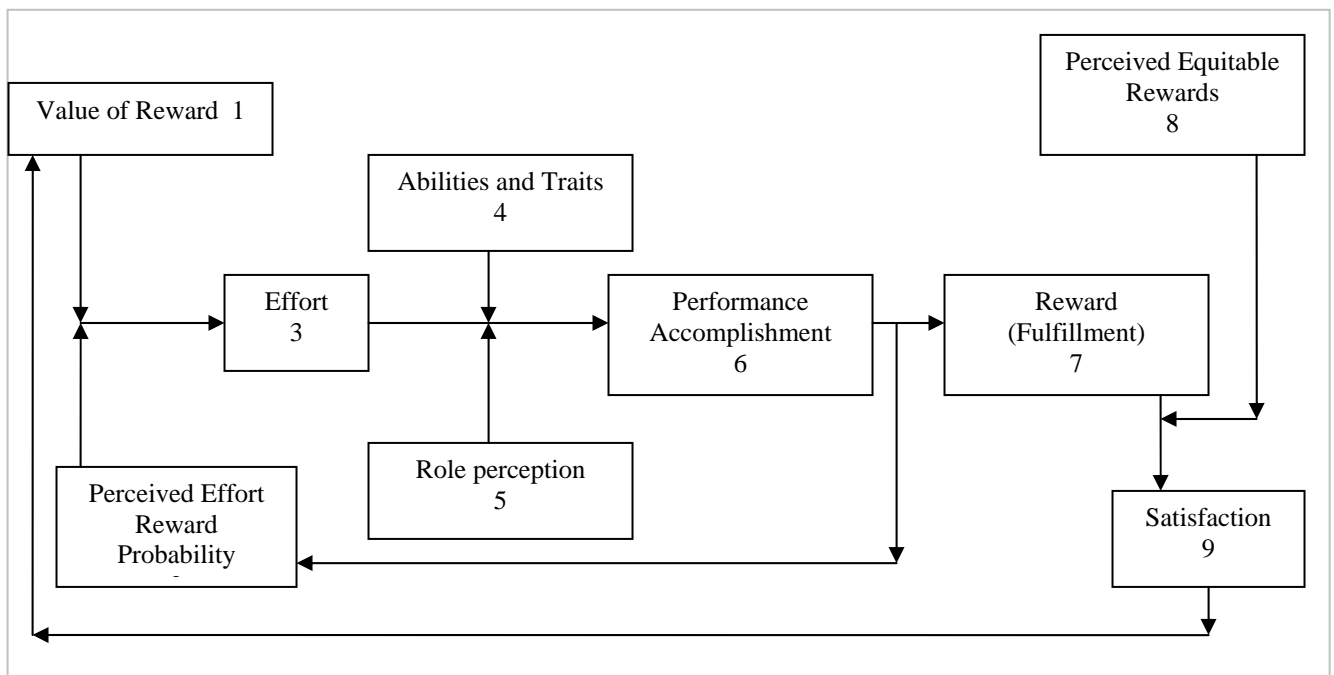 Value of Reward 1
Perceived Equitable
Rewards
8
Abilities and Traits
4
Effort
3
Performance
Accomplishment
6
Reward
(Fulfillment)
7
Role perception
5
Perceived Effort
Reward
Probability
Satisfaction
9